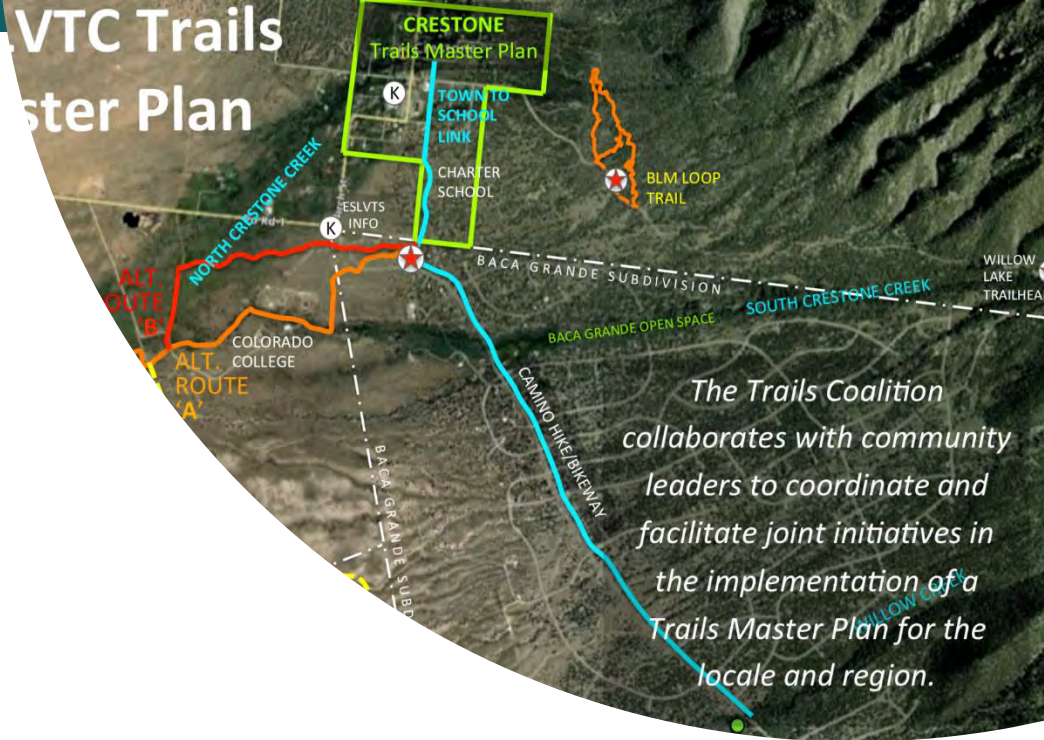 LVTC Trails
ster Plan
CRESTONE
Trails Master Plan
K
TOWN TO
SCHOOL
LINK
CHARTER
SCHOOL
BLM LOOP
TRAIL
NORTH CRESTONE CREEK
ESLVTS
INFO
K
BACA GRANDE SUBDIVISION
WILLOW
LAKE
TRAILHEA
SOUTH CRESTONE CREEK
BACA GRANDE OPEN SPACE
ALT.
OUTE
'B'
COLORADO
COLLEGE
ALT.
ROUTE
'A'
CAMINO HIKE/BIKEWAY
BACA GRANDE SUBD
The Trails Coalition
collaborates with community
leaders to coordinate and
facilitate joint initiatives in
the implementation of a
Trails Master Plan for the
locale and region.
WILLOW CREEK